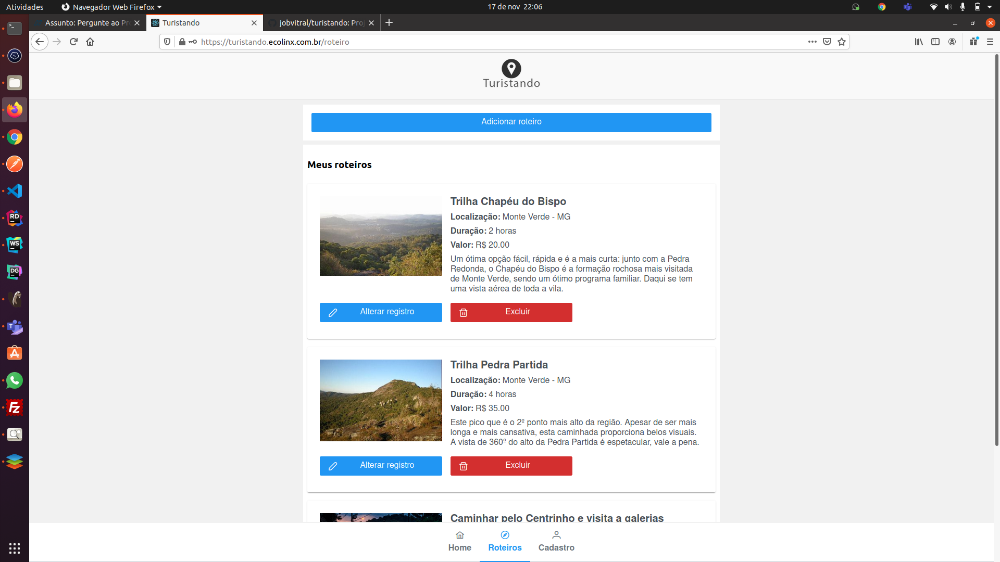 Atividades
Navegador Web Firefox
17 de nov 22:06
Assunto: Pergunte ao Pr
Turistando
jobvitral/turistando: Pro
https://turistando.ecolinx.com.br/roteiro
Turistando
Adicionar roteiro
Meus roteiros
Trilha Chapéu do Bispo
Localização: Monte Verde - MG
Duração: 2 horas
Valor: R$ 20.00
Um ótima opção fácil, rápida e é a mais curta: junto com a Pedra
Redonda, o Chapéu do Bispo é a formação rochosa mais visitada
de Monte Verde, sendo um ótimo programa familiar. Daqui se tem
uma vista aérea de toda a vila.
Alterar registro
Excluir
Trilha Pedra Partida
Localização: Monte Verde - MG
Duração: 4 horas
Valor: R$ 35.00
Este pico que é o 2º ponto mais alto da região. Apesar de ser mais
longa e mais cansativa, esta caminhada proporciona belos visuais.
A vista de 360º do alto da Pedra Partida é espetacular, vale a pena.
Alterar registro
Excluir
Caminhar pelo Centrinho e visita a galerias
Home
Roteiros
Cadastro
RD
WS
DG
T
A
Fz